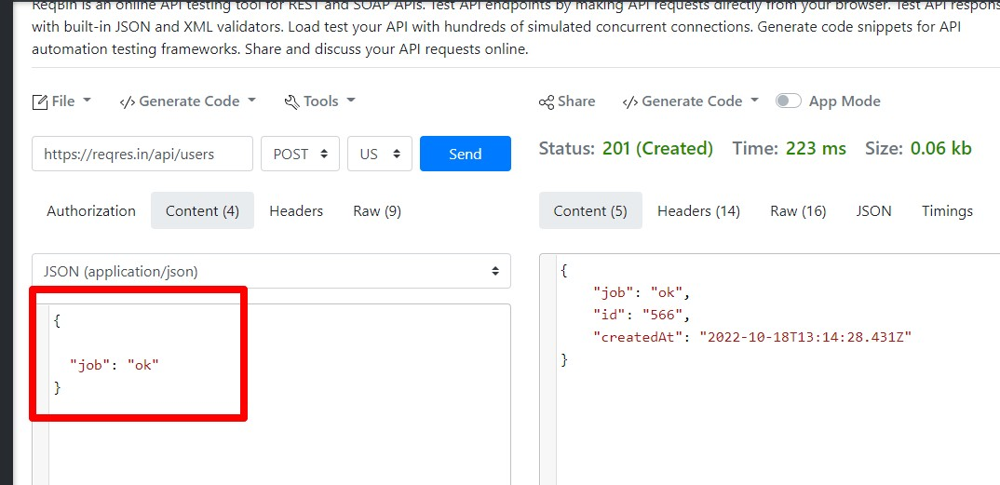 ReqBin is an online API testing tool for REST and SOAP APIs. Test API endpoints by making API requests directly from your browser. Test API respons
with built-in JSON and XML validators. Load test your API with hundreds of simulated concurrent connections. Generate code snippets for API
automation testing frameworks. Share and discuss your API requests online.
File
Generate Code
Tools
Share
Generate Code
App Mode
https://reqres.in/api/users
POST
US
Send
Status: 201 (Created) Time: 223 ms Size: 0.06 kb
Authorization
Content (4)
Headers
Raw (9)
Content (5)
Headers (14)
Raw (16)
JSON
Timings
JSON (application/json)
{
"job": "ok"
}
{
"job": "ok",
"id": "566",
"createdAt": "2022-10-18T13:14:28.431Z"
}